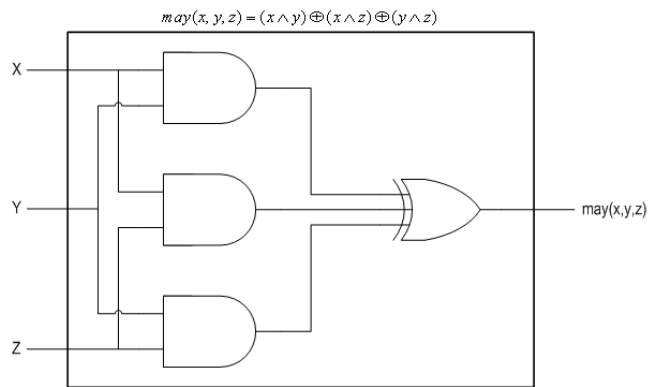 may(x, y, z) = (x ∧ y) ⊕ (x ∧ z) ⊕ (y ∧ z)
X
Y
may(x,y,z)
Z